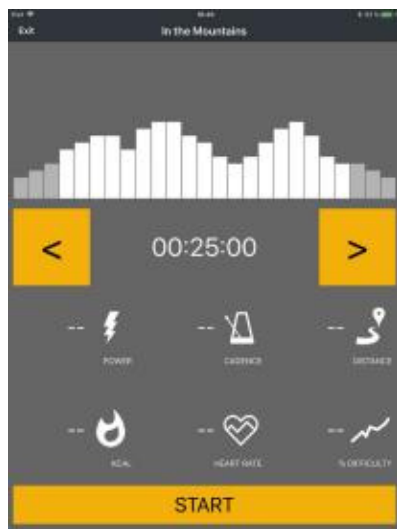 Exit In the Mountains
< 00:25:00 >
-- -- --
POWER CADENCE DISTANCE
-- -- --
KCAL HEART RATE % DIFFICULTY
START